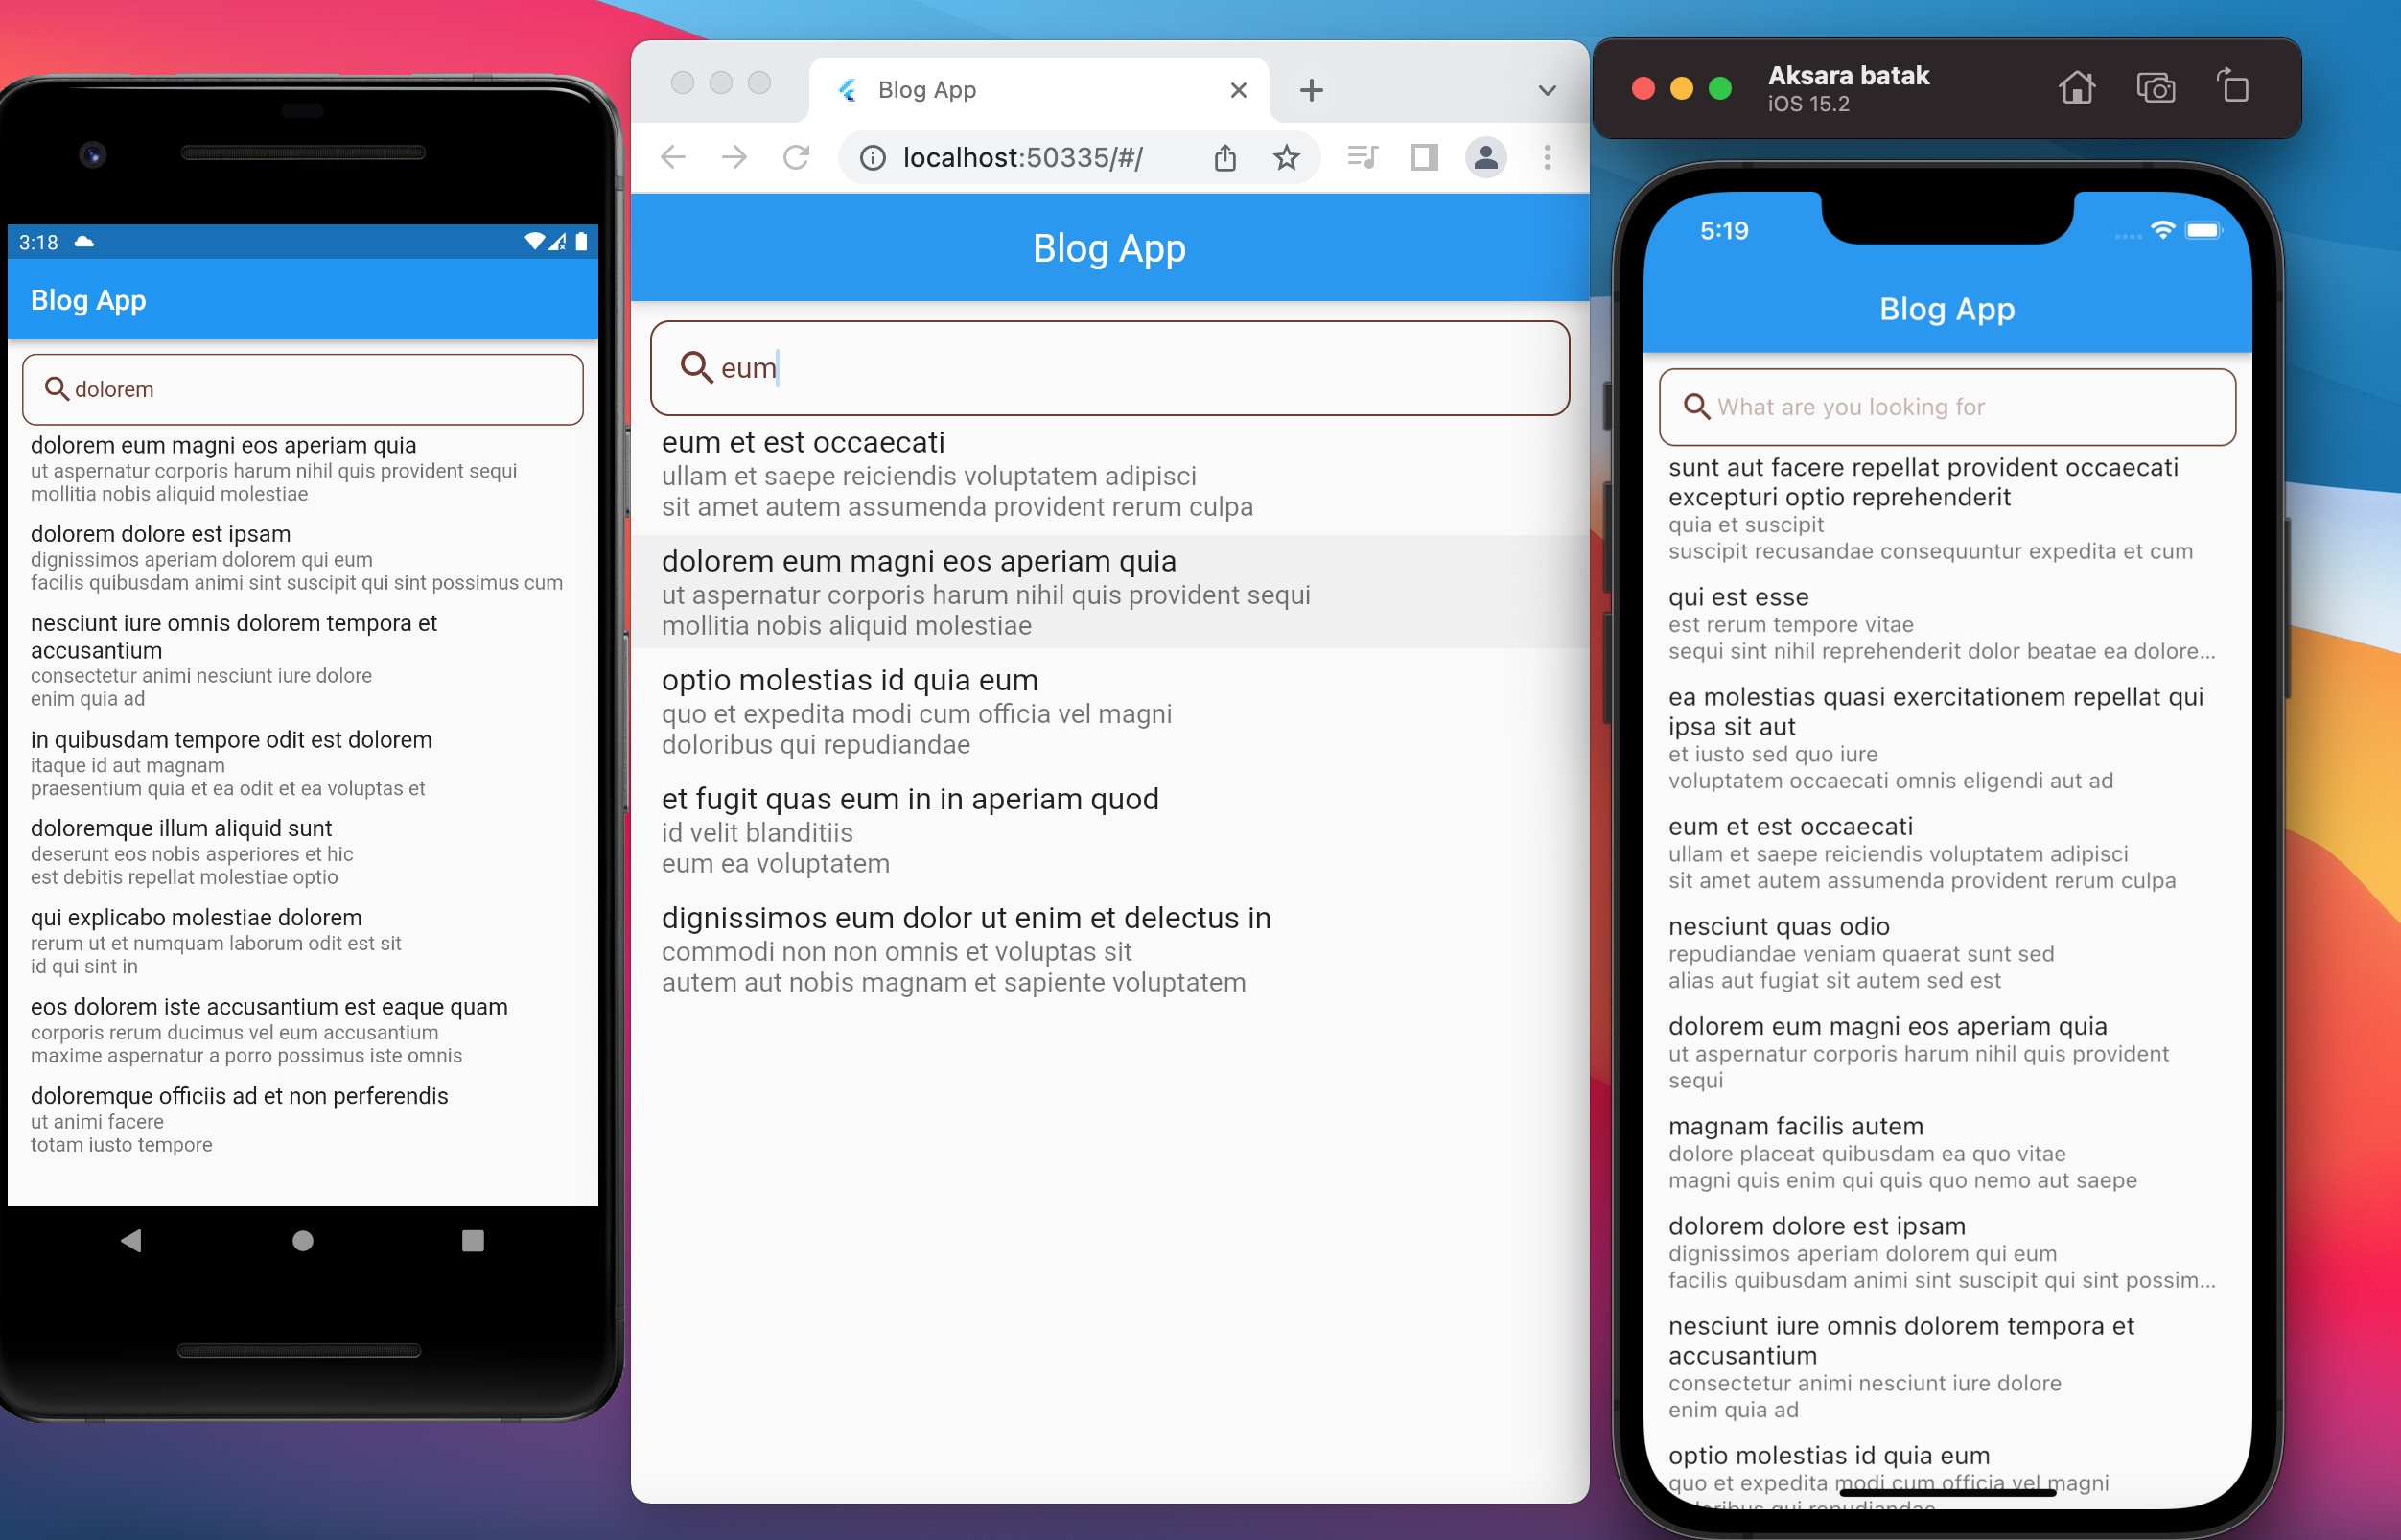 3:18
Blog App
dolorem
dolorem eum magni eos aperiam quia
ut aspernatur corporis harum nihil quis provident sequi
mollitia nobis aliquid molestiae
dolorem dolore est ipsam
dignissimos aperiam dolorem qui eum
facilis quibusdam animi sint suscipit qui sint possimus cum
nesciunt iure omnis dolorem tempora et
accusantium
consectetur animi nesciunt iure dolore
enim quia ad
in quibusdam tempore odit est dolorem
itaque id aut magnam
praesentium quia et ea odit et ea voluptas et
doloremque illum aliquid sunt
deserunt eos nobis asperiores et hic
est debitis repellat molestiae optio
qui explicabo molestiae dolorem
rerum ut et numquam laborum odit est sit
id qui sint in
eos dolorem iste accusantium est eaque quam
corporis rerum ducimus vel eum accusantium
maxime aspernatur a porro possimus iste omnis
doloremque officiis ad et non perferendis
ut animi facere
totam iusto tempore
Blog App
localhost:50335/#/
Blog App
eum
eum et est occaecati
ullam et saepe reiciendis voluptatem adipisci
sit amet autem assumenda provident rerum culpa
dolorem eum magni eos aperiam quia
ut aspernatur corporis harum nihil quis provident sequi
mollitia nobis aliquid molestiae
optio molestias id quia eum
quo et expedita modi cum officia vel magni
doloribus qui repudiandae
et fugit quas eum in in aperiam quod
id velit blanditiis
eum ea voluptatem
dignissimos eum dolor ut enim et delectus in
commodi non non omnis et voluptas sit
autem aut nobis magnam et sapiente voluptatem
Aksara batak
iOS 15.2
5:19
Blog App
What are you looking for
sunt aut facere repellat provident occaecati
excepturi optio reprehenderit
quia et suscipit
suscipit recusandae consequuntur expedita et cum
qui est esse
est rerum tempore vitae
sequi sint nihil reprehenderit dolor beatae ea dolore...
ea molestias quasi exercitationem repellat qui
ipsa sit aut
et iusto sed quo iure
voluptatem occaecati omnis eligendi aut ad
eum et est occaecati
ullam et saepe reiciendis voluptatem adipisci
sit amet autem assumenda provident rerum culpa
nesciunt quas odio
repudiandae veniam quaerat sunt sed
alias aut fugiat sit autem sed est
dolorem eum magni eos aperiam quia
ut aspernatur corporis harum nihil quis provident
sequi
magnam facilis autem
dolore placeat quibusdam ea quo vitae
magni quis enim qui quis quo nemo aut saepe
dolorem dolore est ipsam
dignissimos aperiam dolorem qui eum
facilis quibusdam animi sint suscipit qui sint possim...
nesciunt iure omnis dolorem tempora et
accusantium
consectetur animi nesciunt iure dolore
enim quia ad
optio molestias id quia eum
quo et expedita modi cum officia vel magni